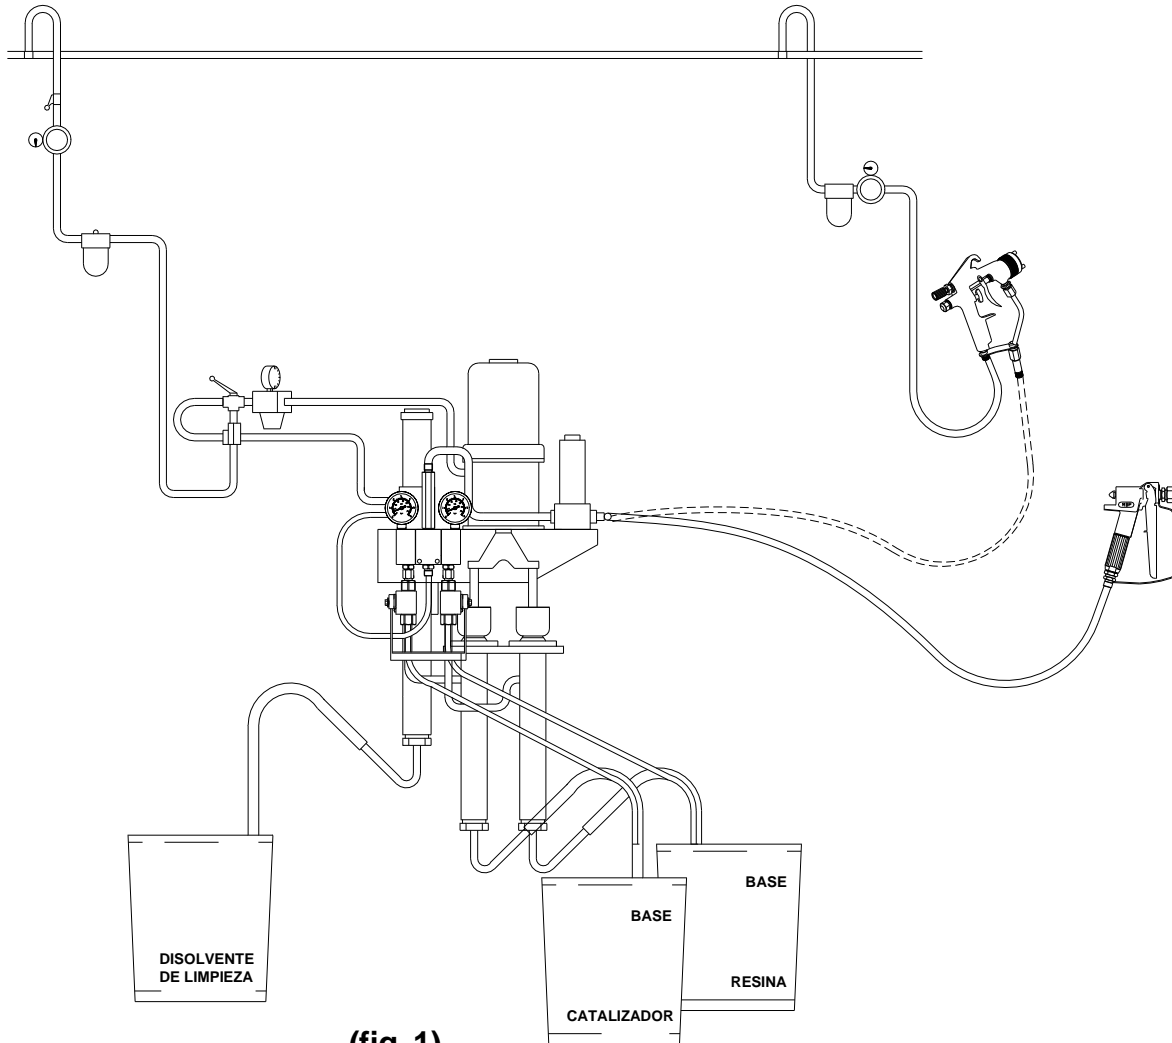 BASE
BASE
DISOLVENTE
DE LIMPIEZA
RESINA
CATALIZADOR
(fig. 1)